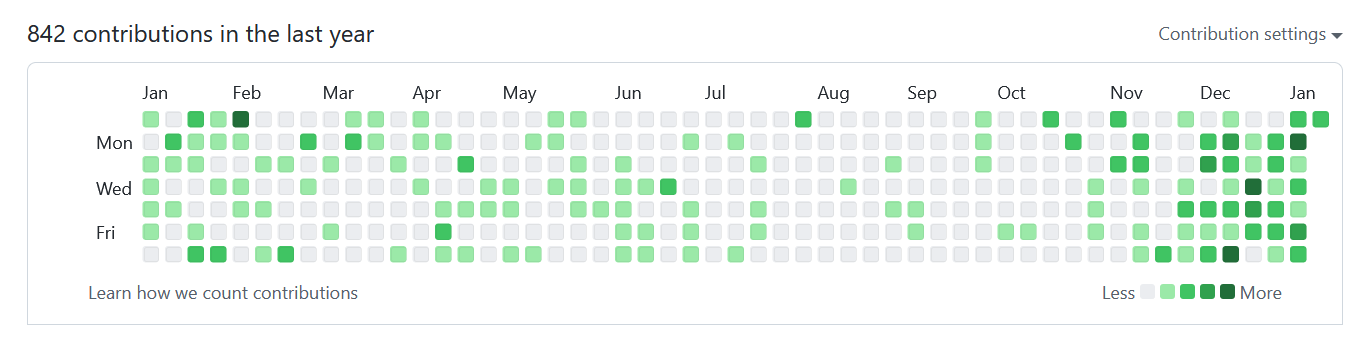 842 contributions in the last year
Contribution settings
Jan Feb Mar Apr May Jun Jul Aug Sep Oct Nov Dec Jan
Mon
Wed
Fri
Learn how we count contributions
Less More